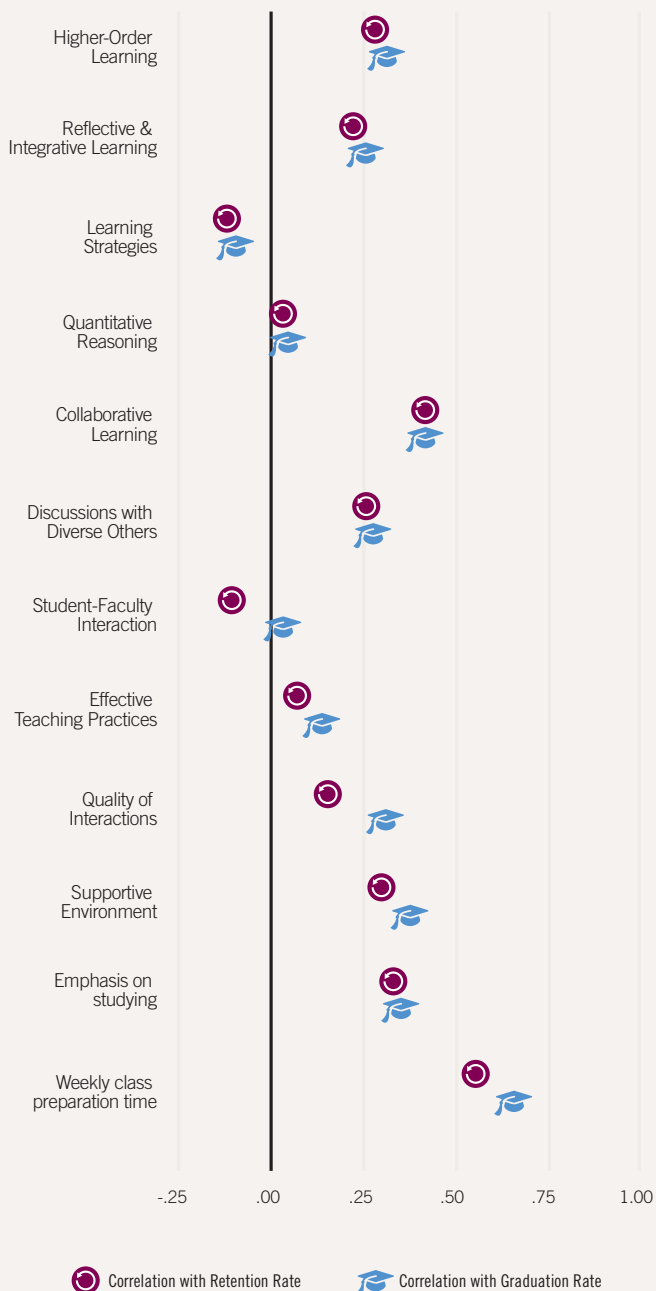 Higher-Order
Learning
Reflective &
Integrative Learning
Learning
Strategies
Quantitative
Reasoning
Collaborative
Learning
Discussions with
Diverse Others
Student-Faculty
Interaction
Effective
Teaching Practices
Quality of
Interactions
Supportive
Environment
Emphasis on
studying
Weekly class
preparation time
-.25 .00 .25 .50 .75 1.00
Correlation with Retention Rate Correlation with Graduation Rate